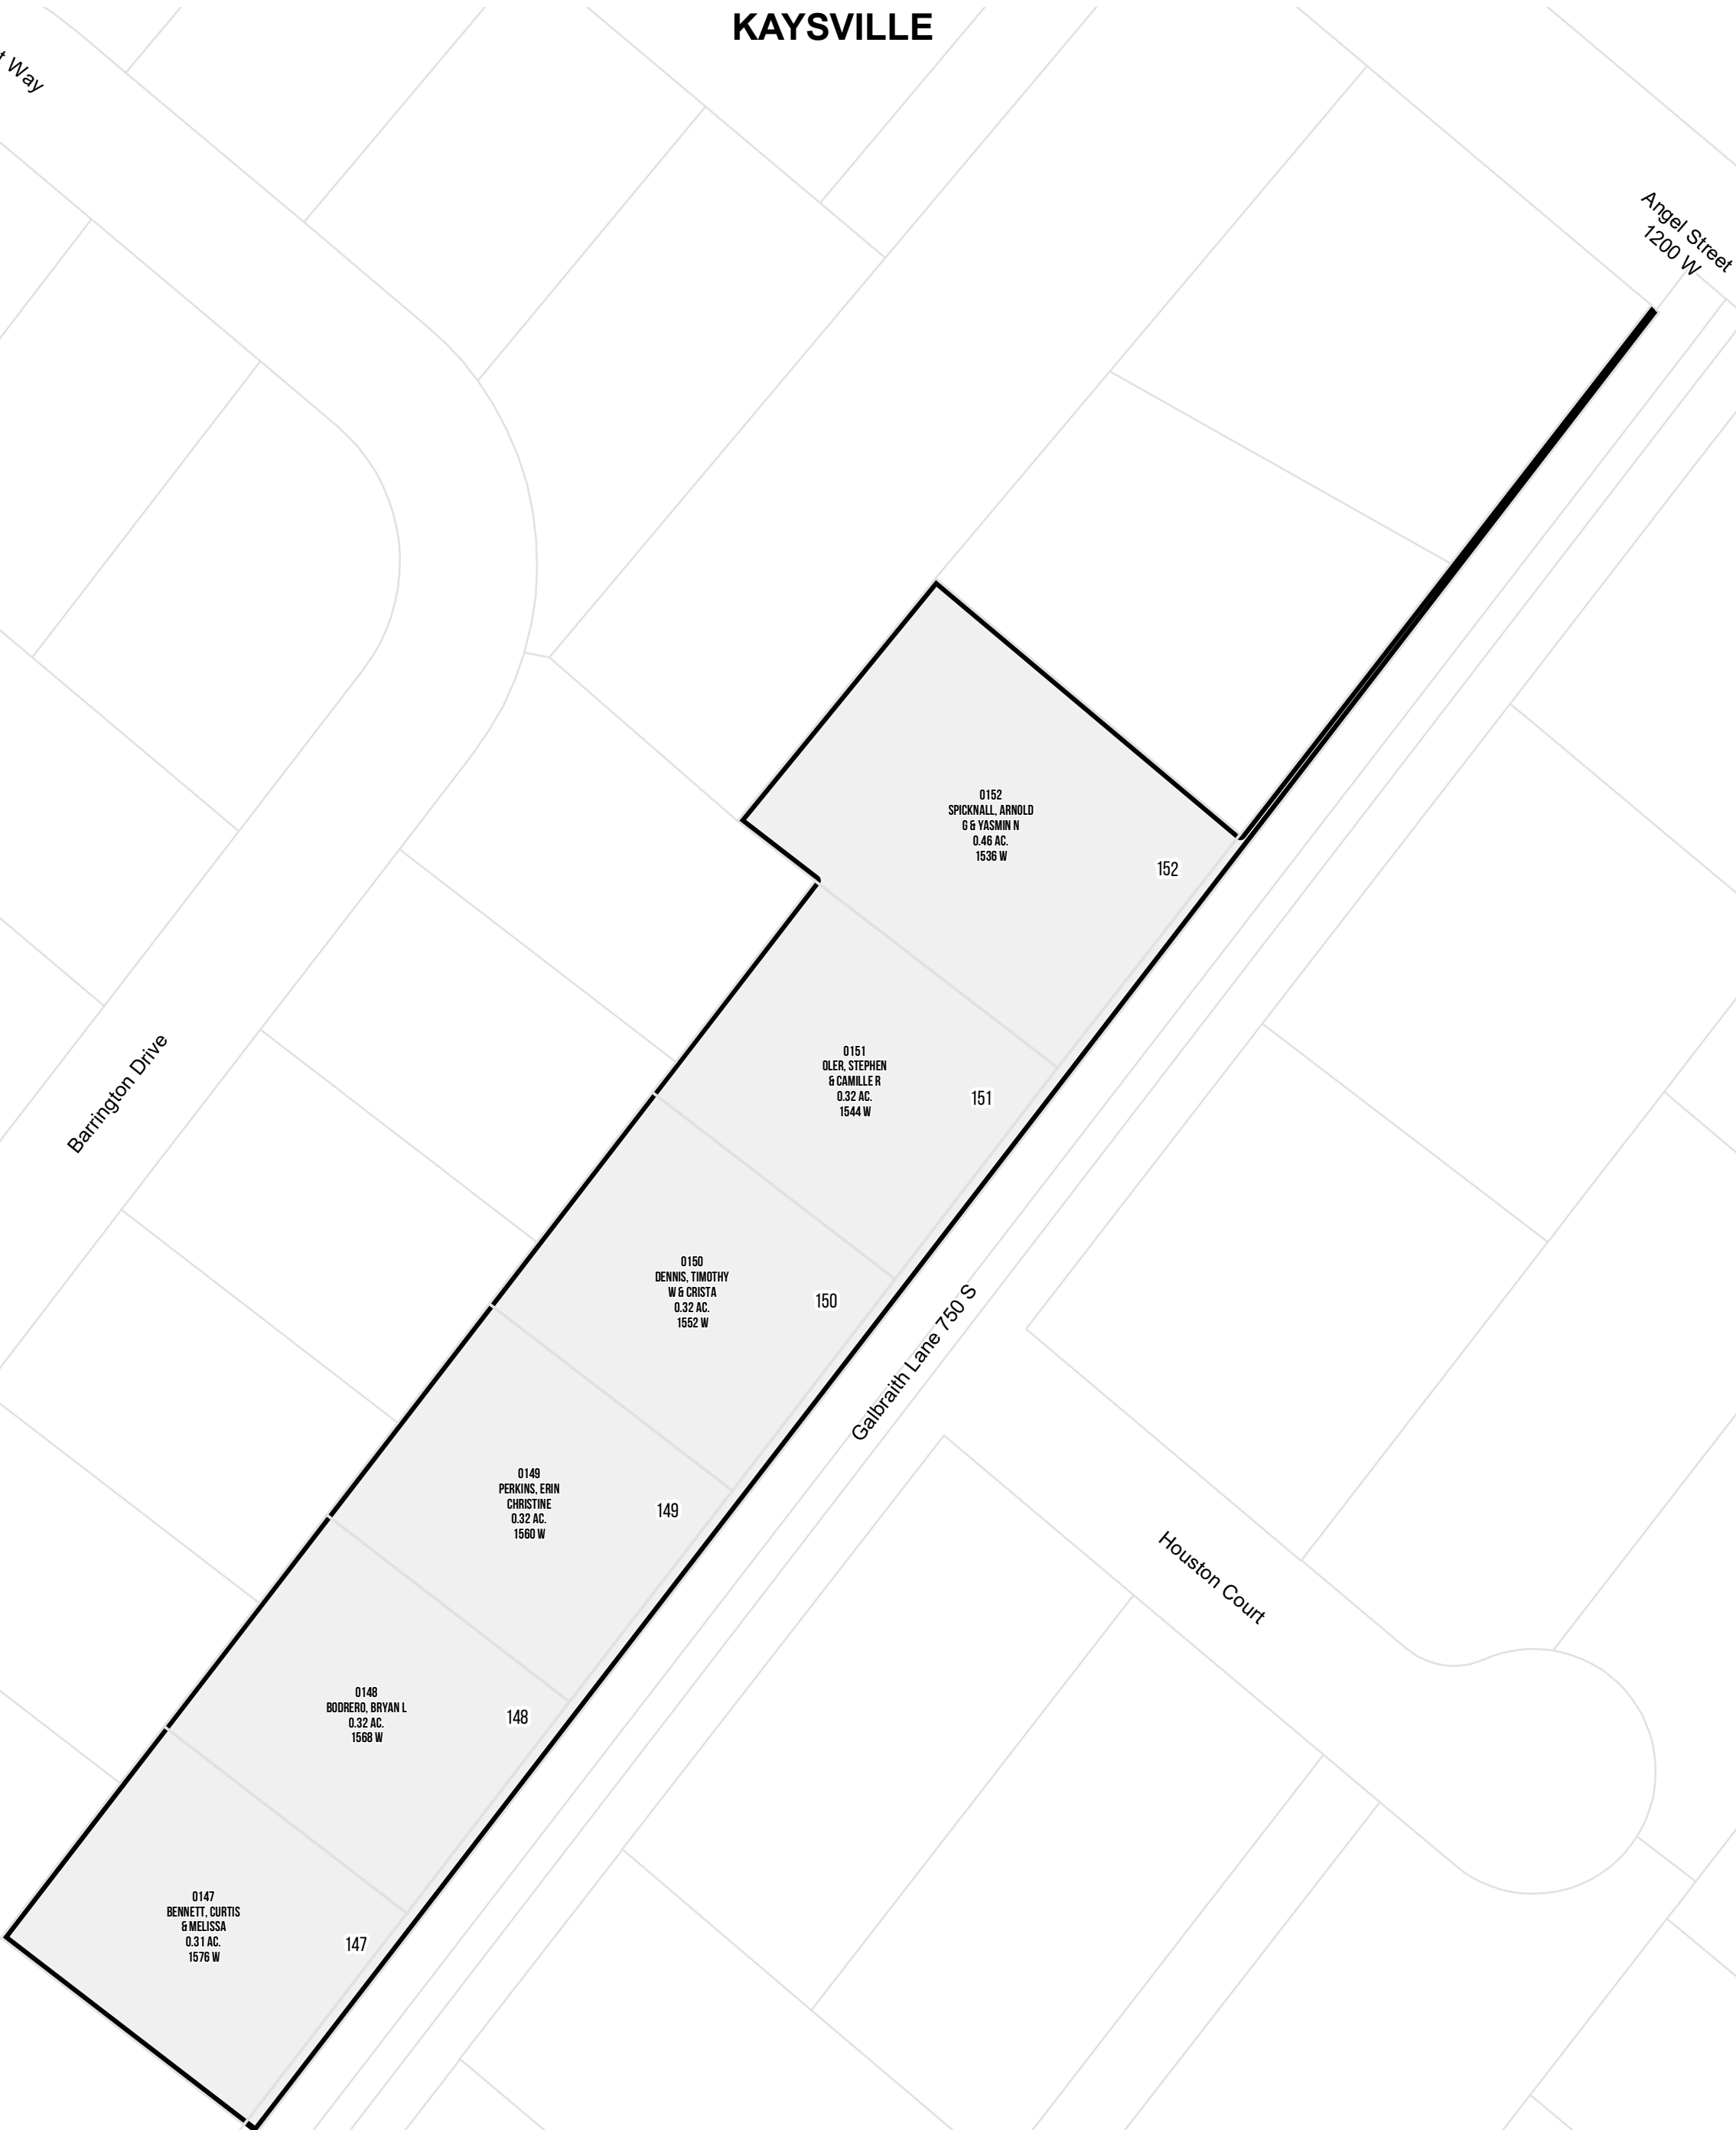 KAYSVILLE
t Way
Angel Street
1200 W
0152
SPICKNALL, ARNOLD
G & YASMIN N
0.46 AC.
1536 W
152
0151
OLER, STEPHEN
& CAMILLE R
0.32 AC.
1544 W
151
Barrington Drive
0150
DENNIS, TIMOTHY
W & CRISTA
0.32 AC.
1552 W
150
Galbraith Lane 750 S
0149
PERKINS, ERIN
CHRISTINE
0.32 AC.
1560 W
149
Houston Court
0148
BODRERO, BRYAN L
0.32 AC.
1568 W
148
0147
BENNETT, CURTIS
& MELISSA
0.31 AC.
1576 W
147